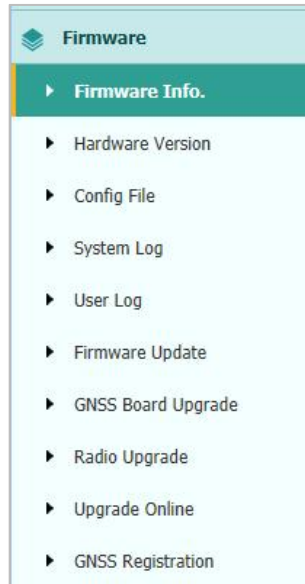 Firmware
Firmware Info.
Hardware Version
Config File
System Log
User Log
Firmware Update
GNSS Board Upgrade
Radio Upgrade
Upgrade Online
GNSS Registration